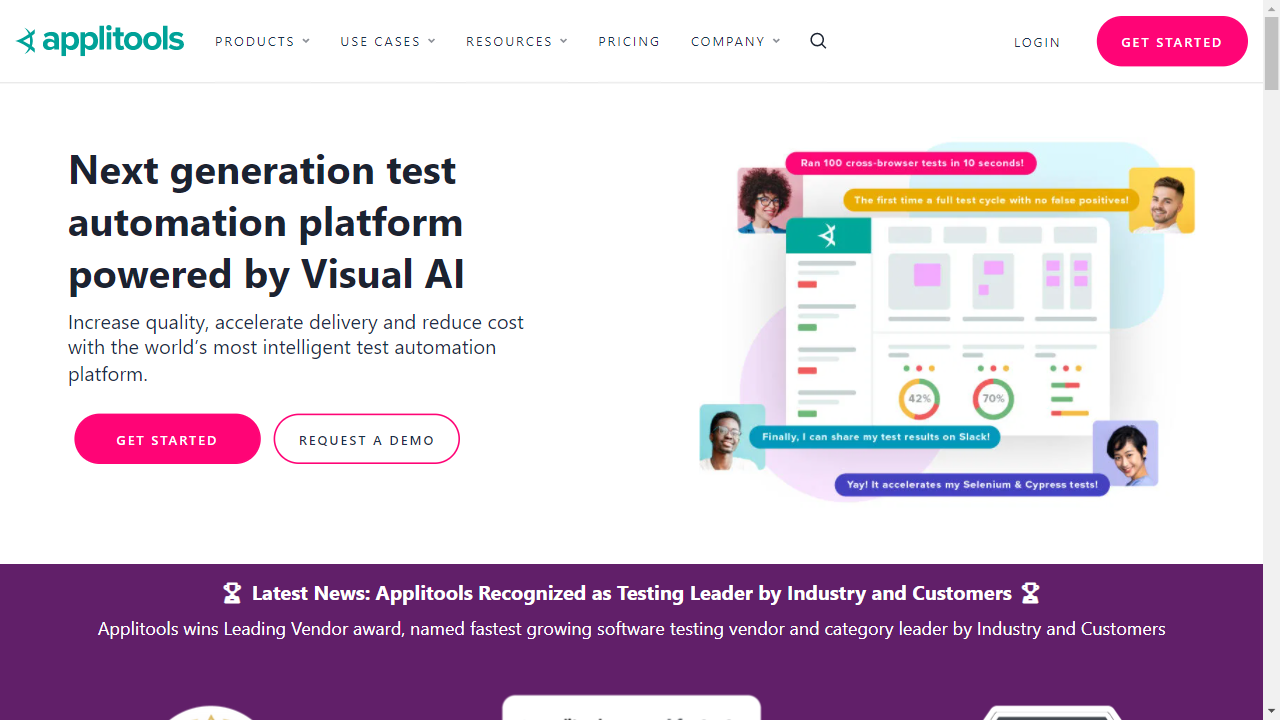 applitools
PRODUCTS
USE CASES
RESOURCES
PRICING
COMPANY
LOGIN
GET STARTED
Next generation test
automation platform
powered by Visual AI
Increase quality, accelerate delivery and reduce cost
with the world’s most intelligent test automation
platform.
GET STARTED
REQUEST A DEMO
Ran 100 cross-browser tests in 10 seconds!
The first time a full test cycle with no false positives!
42%
70%
Finally, I can share my test results on Slack!
Yay! It accelerates my Selenium & Cypress tests!
Latest News: Applitools Recognized as Testing Leader by Industry and Customers
Applitools wins Leading Vendor award, named fastest growing software testing vendor and category leader by Industry and Customers